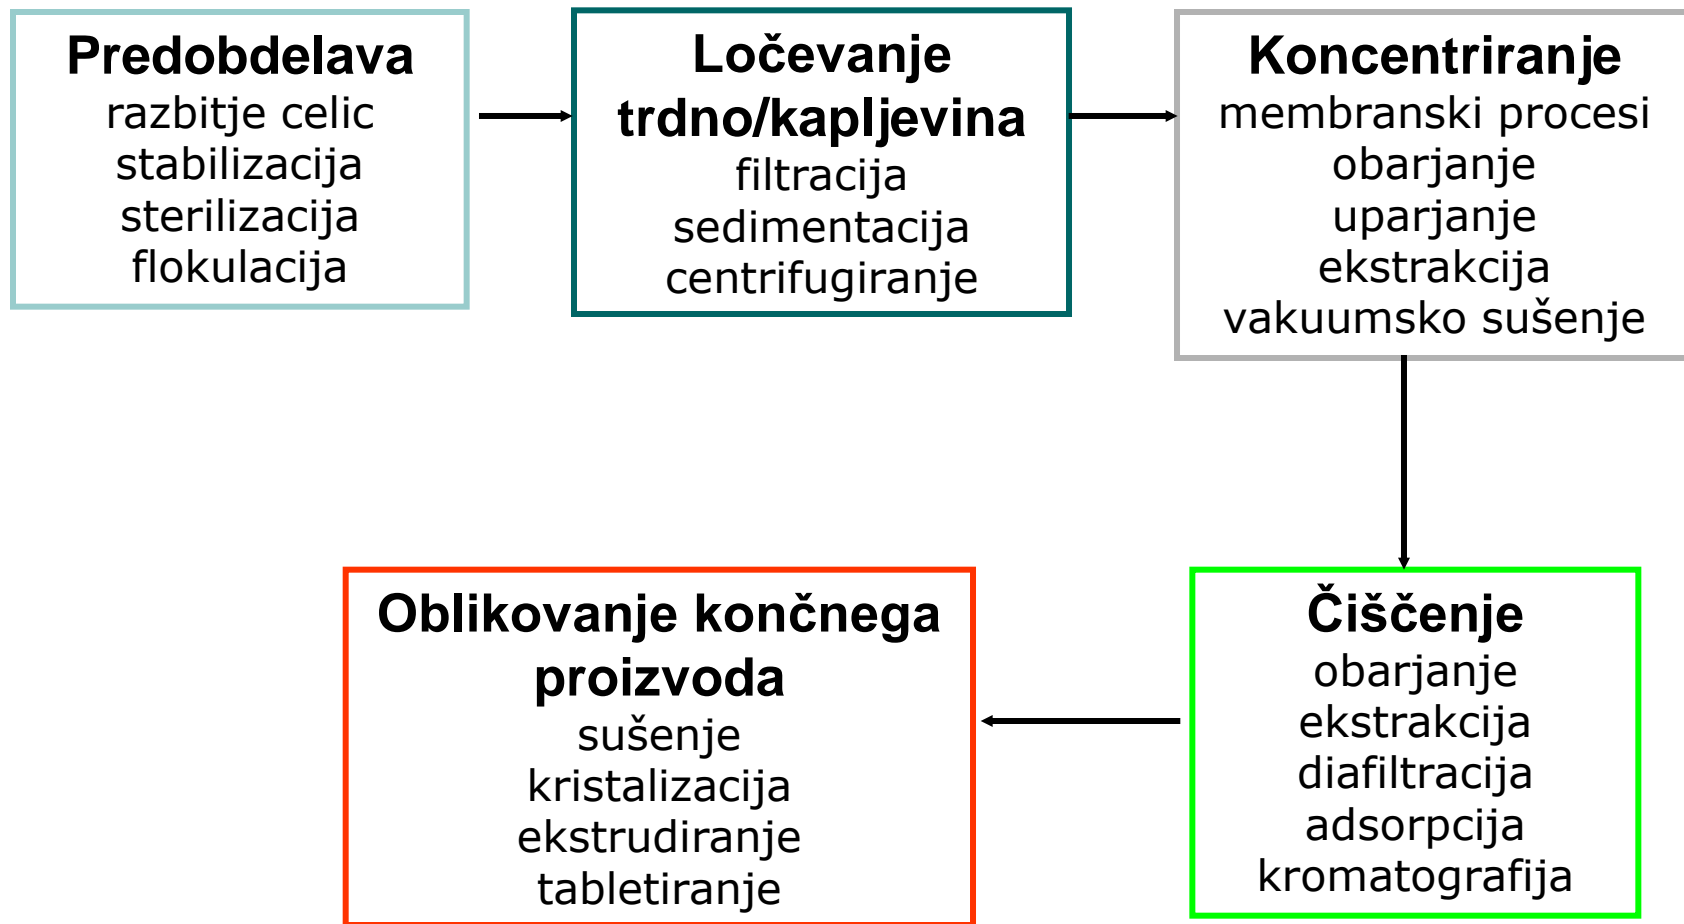 Predobdelava
razbitje celic
stabilizacija
sterilizacija
flokulacija
Ločevanje
trdno/kapljevina
filtracija
sedimentacija
centrifugiranje
Koncentriranje
membranski procesi
obarjanje
uparjanje
ekstrakcija
vakuumsko sušenje
Čiščenje
obarjanje
ekstrakcija
diafiltracija
adsorpcija
kromatografija
Oblikovanje končnega
proizvoda
sušenje
kristalizacija
ekstrudiranje
tabletiranje